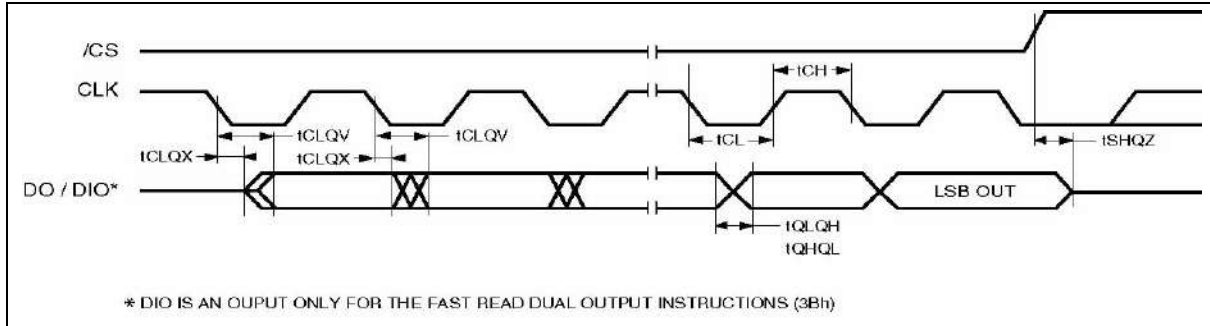 /CS
CLK
tCH
tCLQV
tCLQV
tCL
tSHQZ
tCLQX
tCLQX
DO / DIO*
LSB OUT
tQLQH
tQHQL
* DIO IS AN OUPUT ONLY FOR THE FAST READ DUAL OUTPUT INSTRUCTIONS (3Bh)